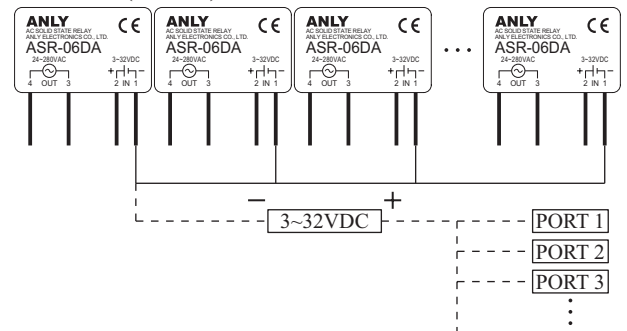 ANLY CE
AC SOLID STATE RELAY
ANLY ELECTRONICS CO., LTD.
ASR-06DA
24~280VAC 3~32VDC
+ −
4 OUT 3 2 IN 1
ANLY CE
AC SOLID STATE RELAY
ANLY ELECTRONICS CO., LTD.
ASR-06DA
24~280VAC 3~32VDC
+ −
4 OUT 3 2 IN 1
ANLY CE
AC SOLID STATE RELAY
ANLY ELECTRONICS CO., LTD.
ASR-06DA
24~280VAC 3~32VDC
+ −
4 OUT 3 2 IN 1
...
ANLY CE
AC SOLID STATE RELAY
ANLY ELECTRONICS CO., LTD.
ASR-06DA
24~280VAC 3~32VDC
+ −
4 OUT 3 2 IN 1
− +
3~32VDC
PORT 1
PORT 2
PORT 3